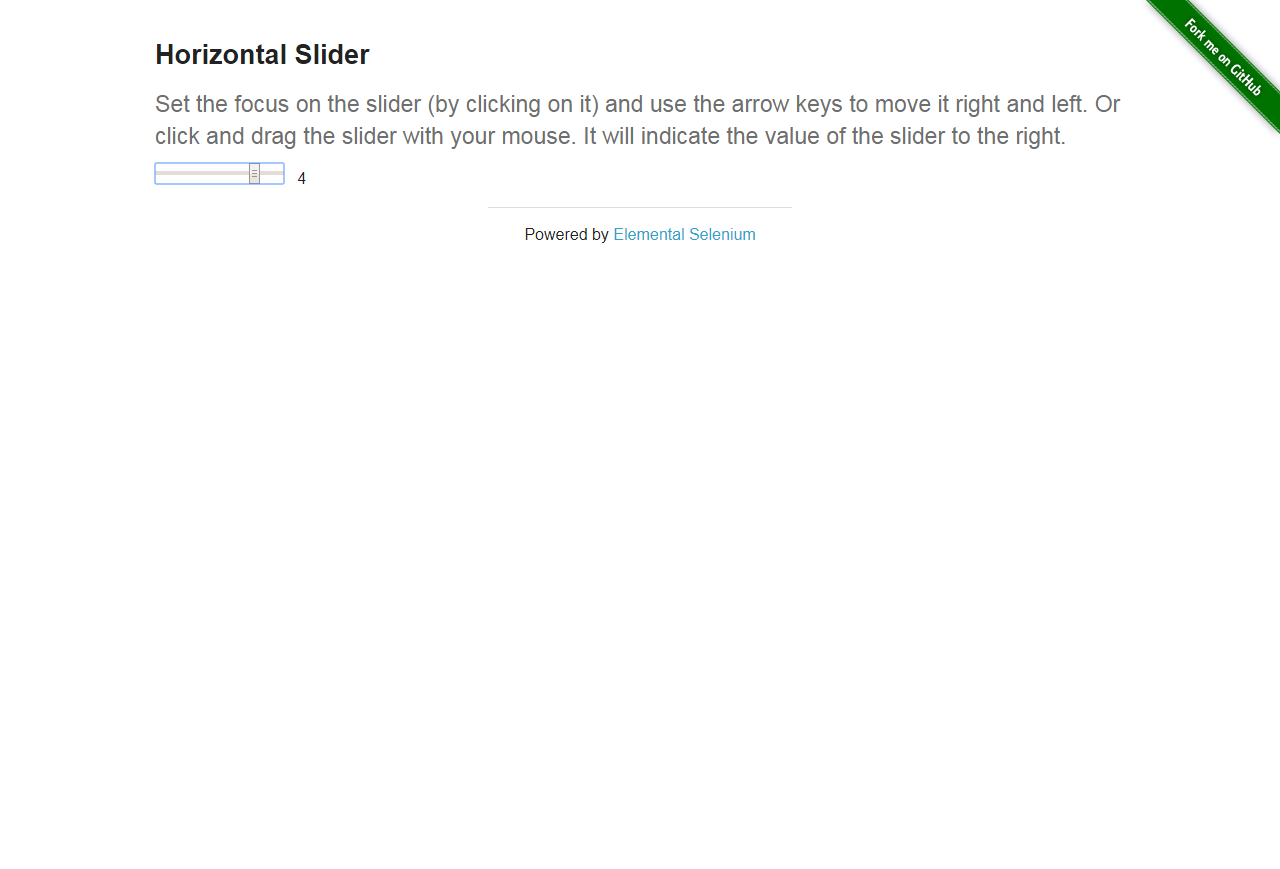 Fork me on GitHub
Horizontal Slider
Set the focus on the slider (by clicking on it) and use the arrow keys to move it right and left. Or
click and drag the slider with your mouse. It will indicate the value of the slider to the right.
4
Powered by Elemental Selenium